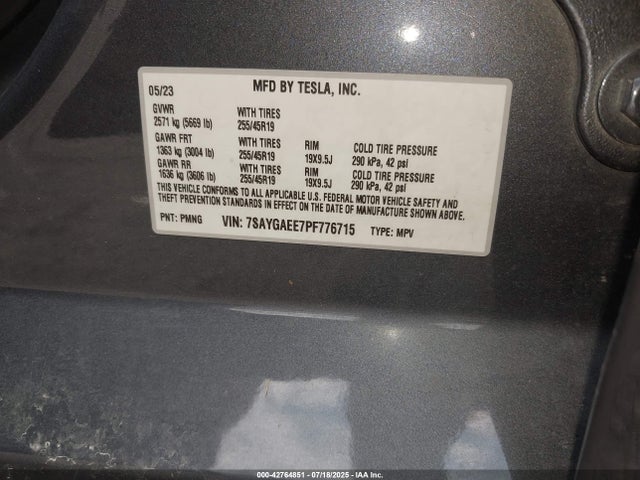 05/23 MFD BY TESLA, INC.
GVWR WITH TIRES
2571 kg (5669 lb) 255/45R19
GAWR FRT WITH TIRES RIM COLD TIRE PRESSURE
1363 kg (3004 lb) 255/45R19 19X9.5J 290 kPa, 42 psi
GAWR RR WITH TIRES RIM COLD TIRE PRESSURE
1636 kg (3606 lb) 255/45R19 19X9.5J 290 kPa, 42 psi
THIS VEHICLE CONFORMS TO ALL APPLICABLE U.S. FEDERAL MOTOR VEHICLE SAFETY AND
THEFT PREVENTION STANDARDS IN EFFECT ON THE DATE OF MANUFACTURE SHOWN ABOVE.
PNT: PMNG VIN: 7SAYGAEE7PF776715 TYPE: MPV
000-42764851 07/18/2025 - IAA Inc.